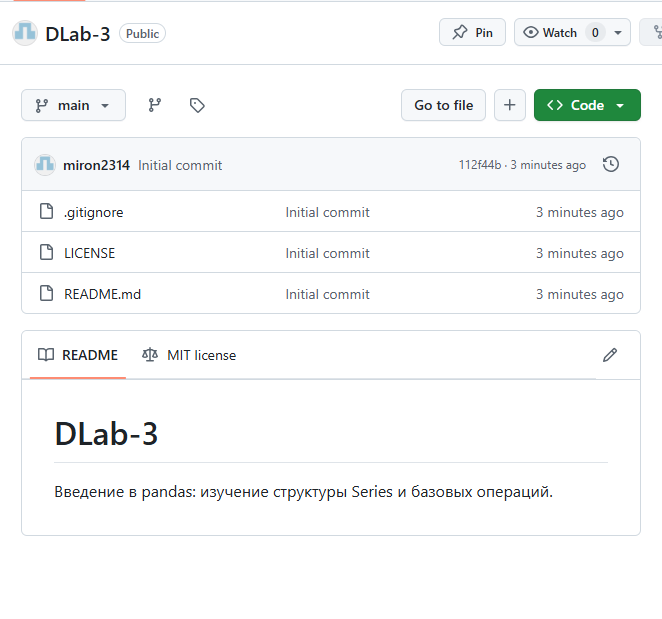 DLab-3 Public Pin Watch 0
main Go to file + Code
miron2314 Initial commit 112f44b · 3 minutes ago
.gitignore Initial commit 3 minutes ago
LICENSE Initial commit 3 minutes ago
README.md Initial commit 3 minutes ago
README MIT license
DLab-3
Введение в pandas: изучение структуры Series и базовых операций.